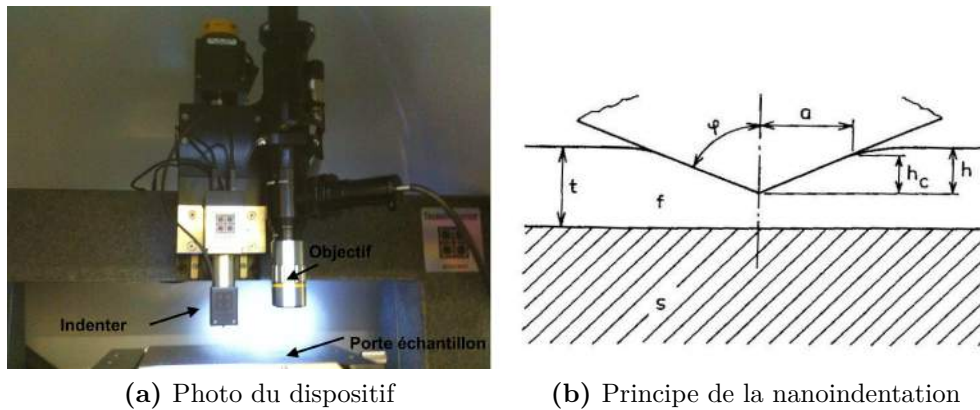 Objectif
Indenter
Porte échantillon
φ
a
t
f
h_c
h
s
(a) Photo du dispositif
(b) Principe de la nanoindentation